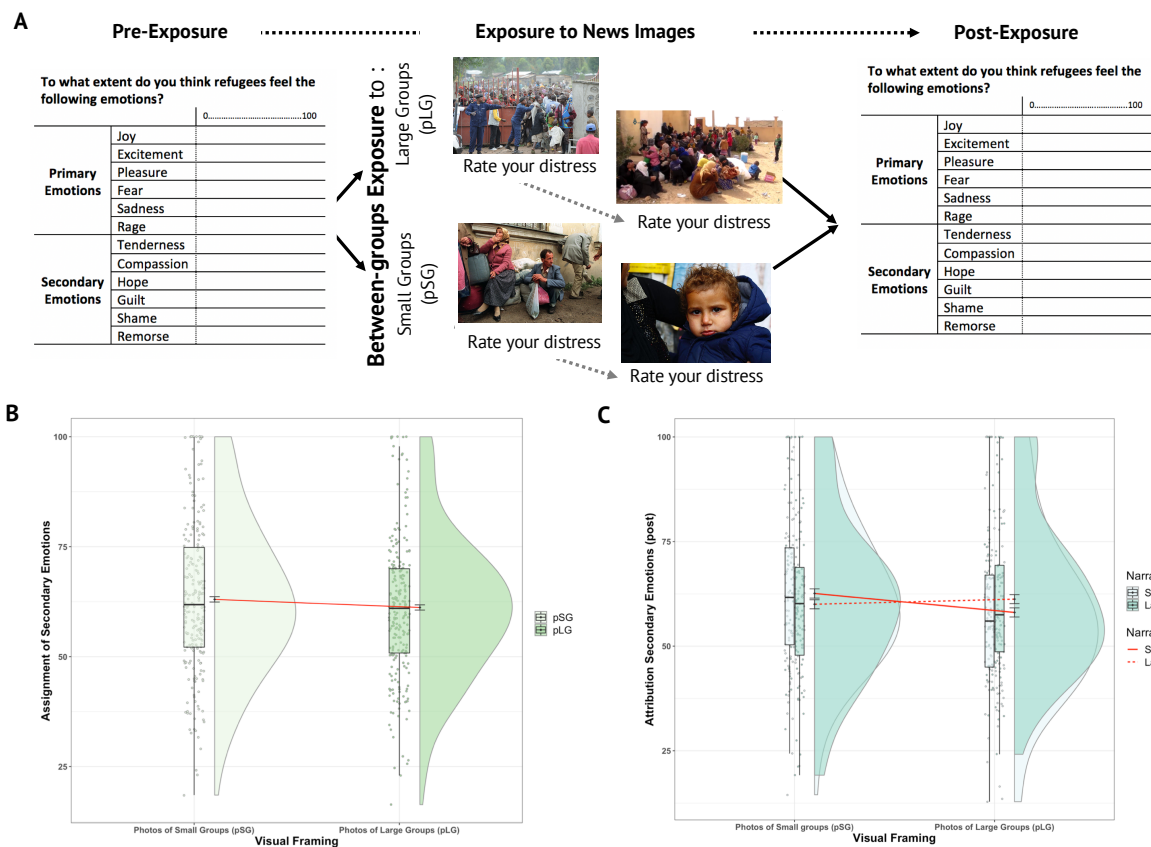 A
Pre-Exposure
Exposure to News Images
Post-Exposure
To what extent do you think refugees feel the
following emotions?
0.......................................100
Primary
Emotions
Joy
Excitement
Pleasure
Fear
Sadness
Rage
Secondary
Emotions
Tenderness
Compassion
Hope
Guilt
Shame
Remorse
Between-groups Exposure to :
Large Groups
(pLG)
Small Groups
(pSG)
Rate your distress
Rate your distress
Rate your distress
Rate your distress
To what extent do you think refugees feel the
following emotions?
0.......................................100
Primary
Emotions
Joy
Excitement
Pleasure
Fear
Sadness
Rage
Secondary
Emotions
Tenderness
Compassion
Hope
Guilt
Shame
Remorse
B
Assignment of Secondary Emotions
100
75
50
25
Photos of Small Groups (pSG)
Photos of Large Groups (pLG)
Visual Framing
pSG
pLG
C
Attribution Secondary Emotions (post)
100
75
50
25
Photos of Small groups (pSG)
Photos of Large Groups (pLG)
Visual Framing
Narra
S
La
Narra
S
La